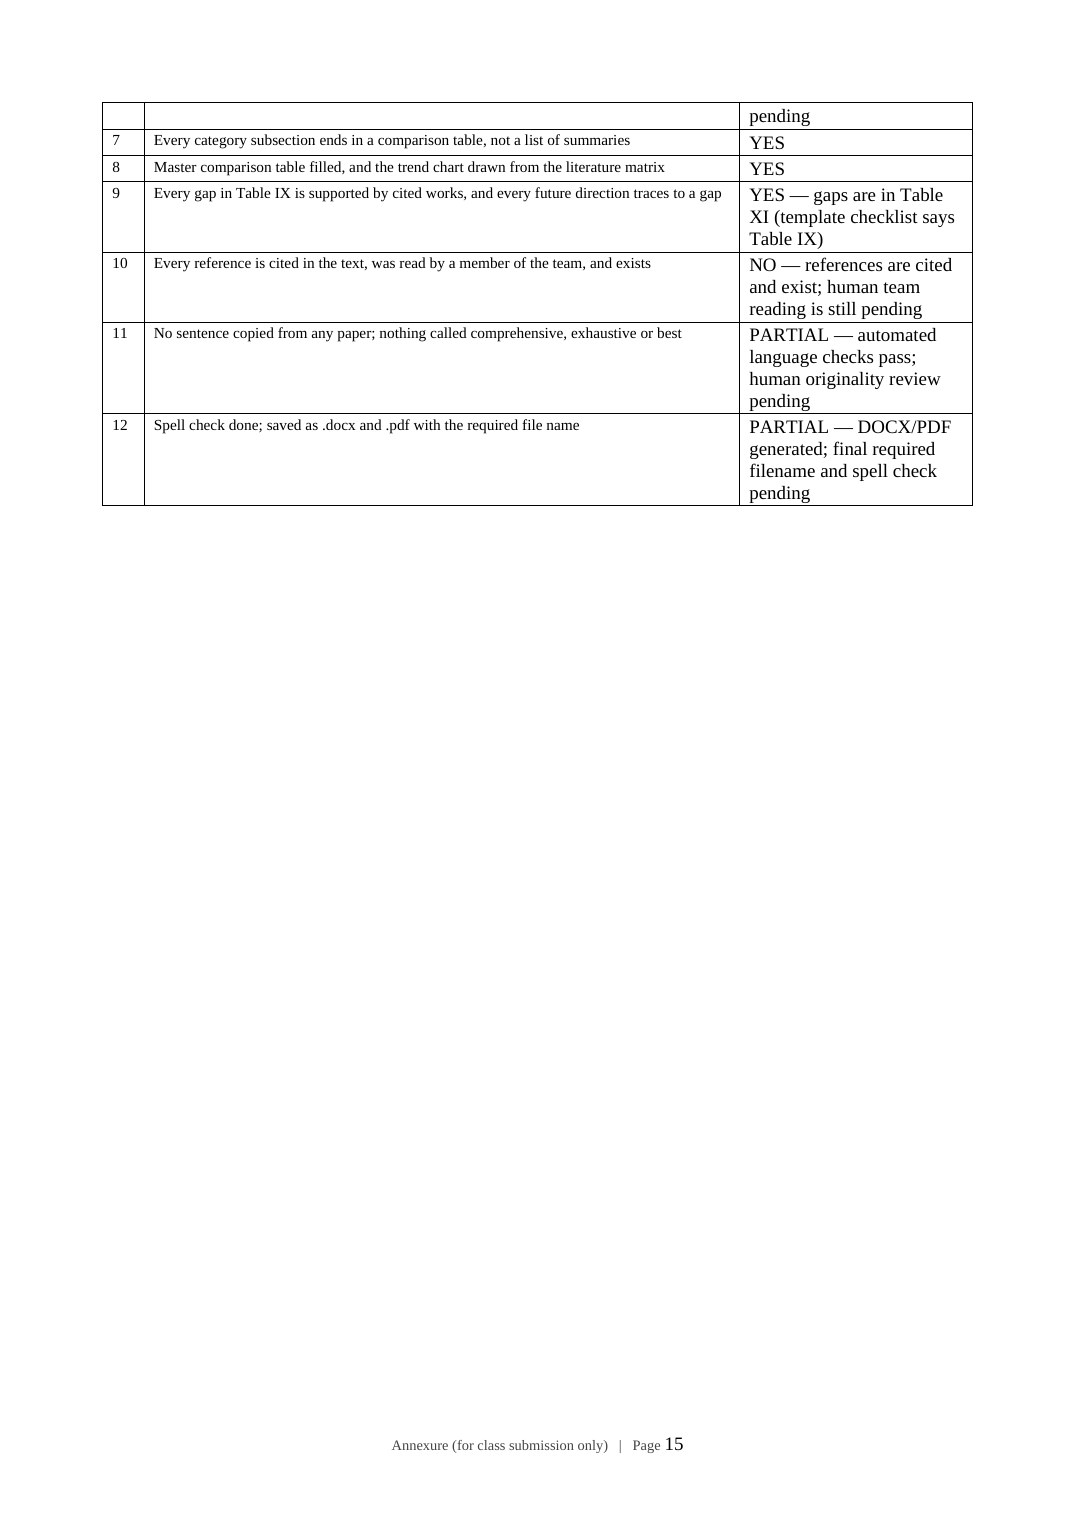 pending
7 Every category subsection ends in a comparison table, not a list of summaries YES
8 Master comparison table filled, and the trend chart drawn from the literature matrix YES
9 Every gap in Table IX is supported by cited works, and every future direction traces to a gap YES — gaps are in Table
XI (template checklist says
Table IX)
10 Every reference is cited in the text, was read by a member of the team, and exists NO — references are cited
and exist; human team
reading is still pending
11 No sentence copied from any paper; nothing called comprehensive, exhaustive or best PARTIAL — automated
language checks pass;
human originality review
pending
12 Spell check done; saved as .docx and .pdf with the required file name PARTIAL — DOCX/PDF
generated; final required
filename and spell check
pending
Annexure (for class submission only) | Page 15